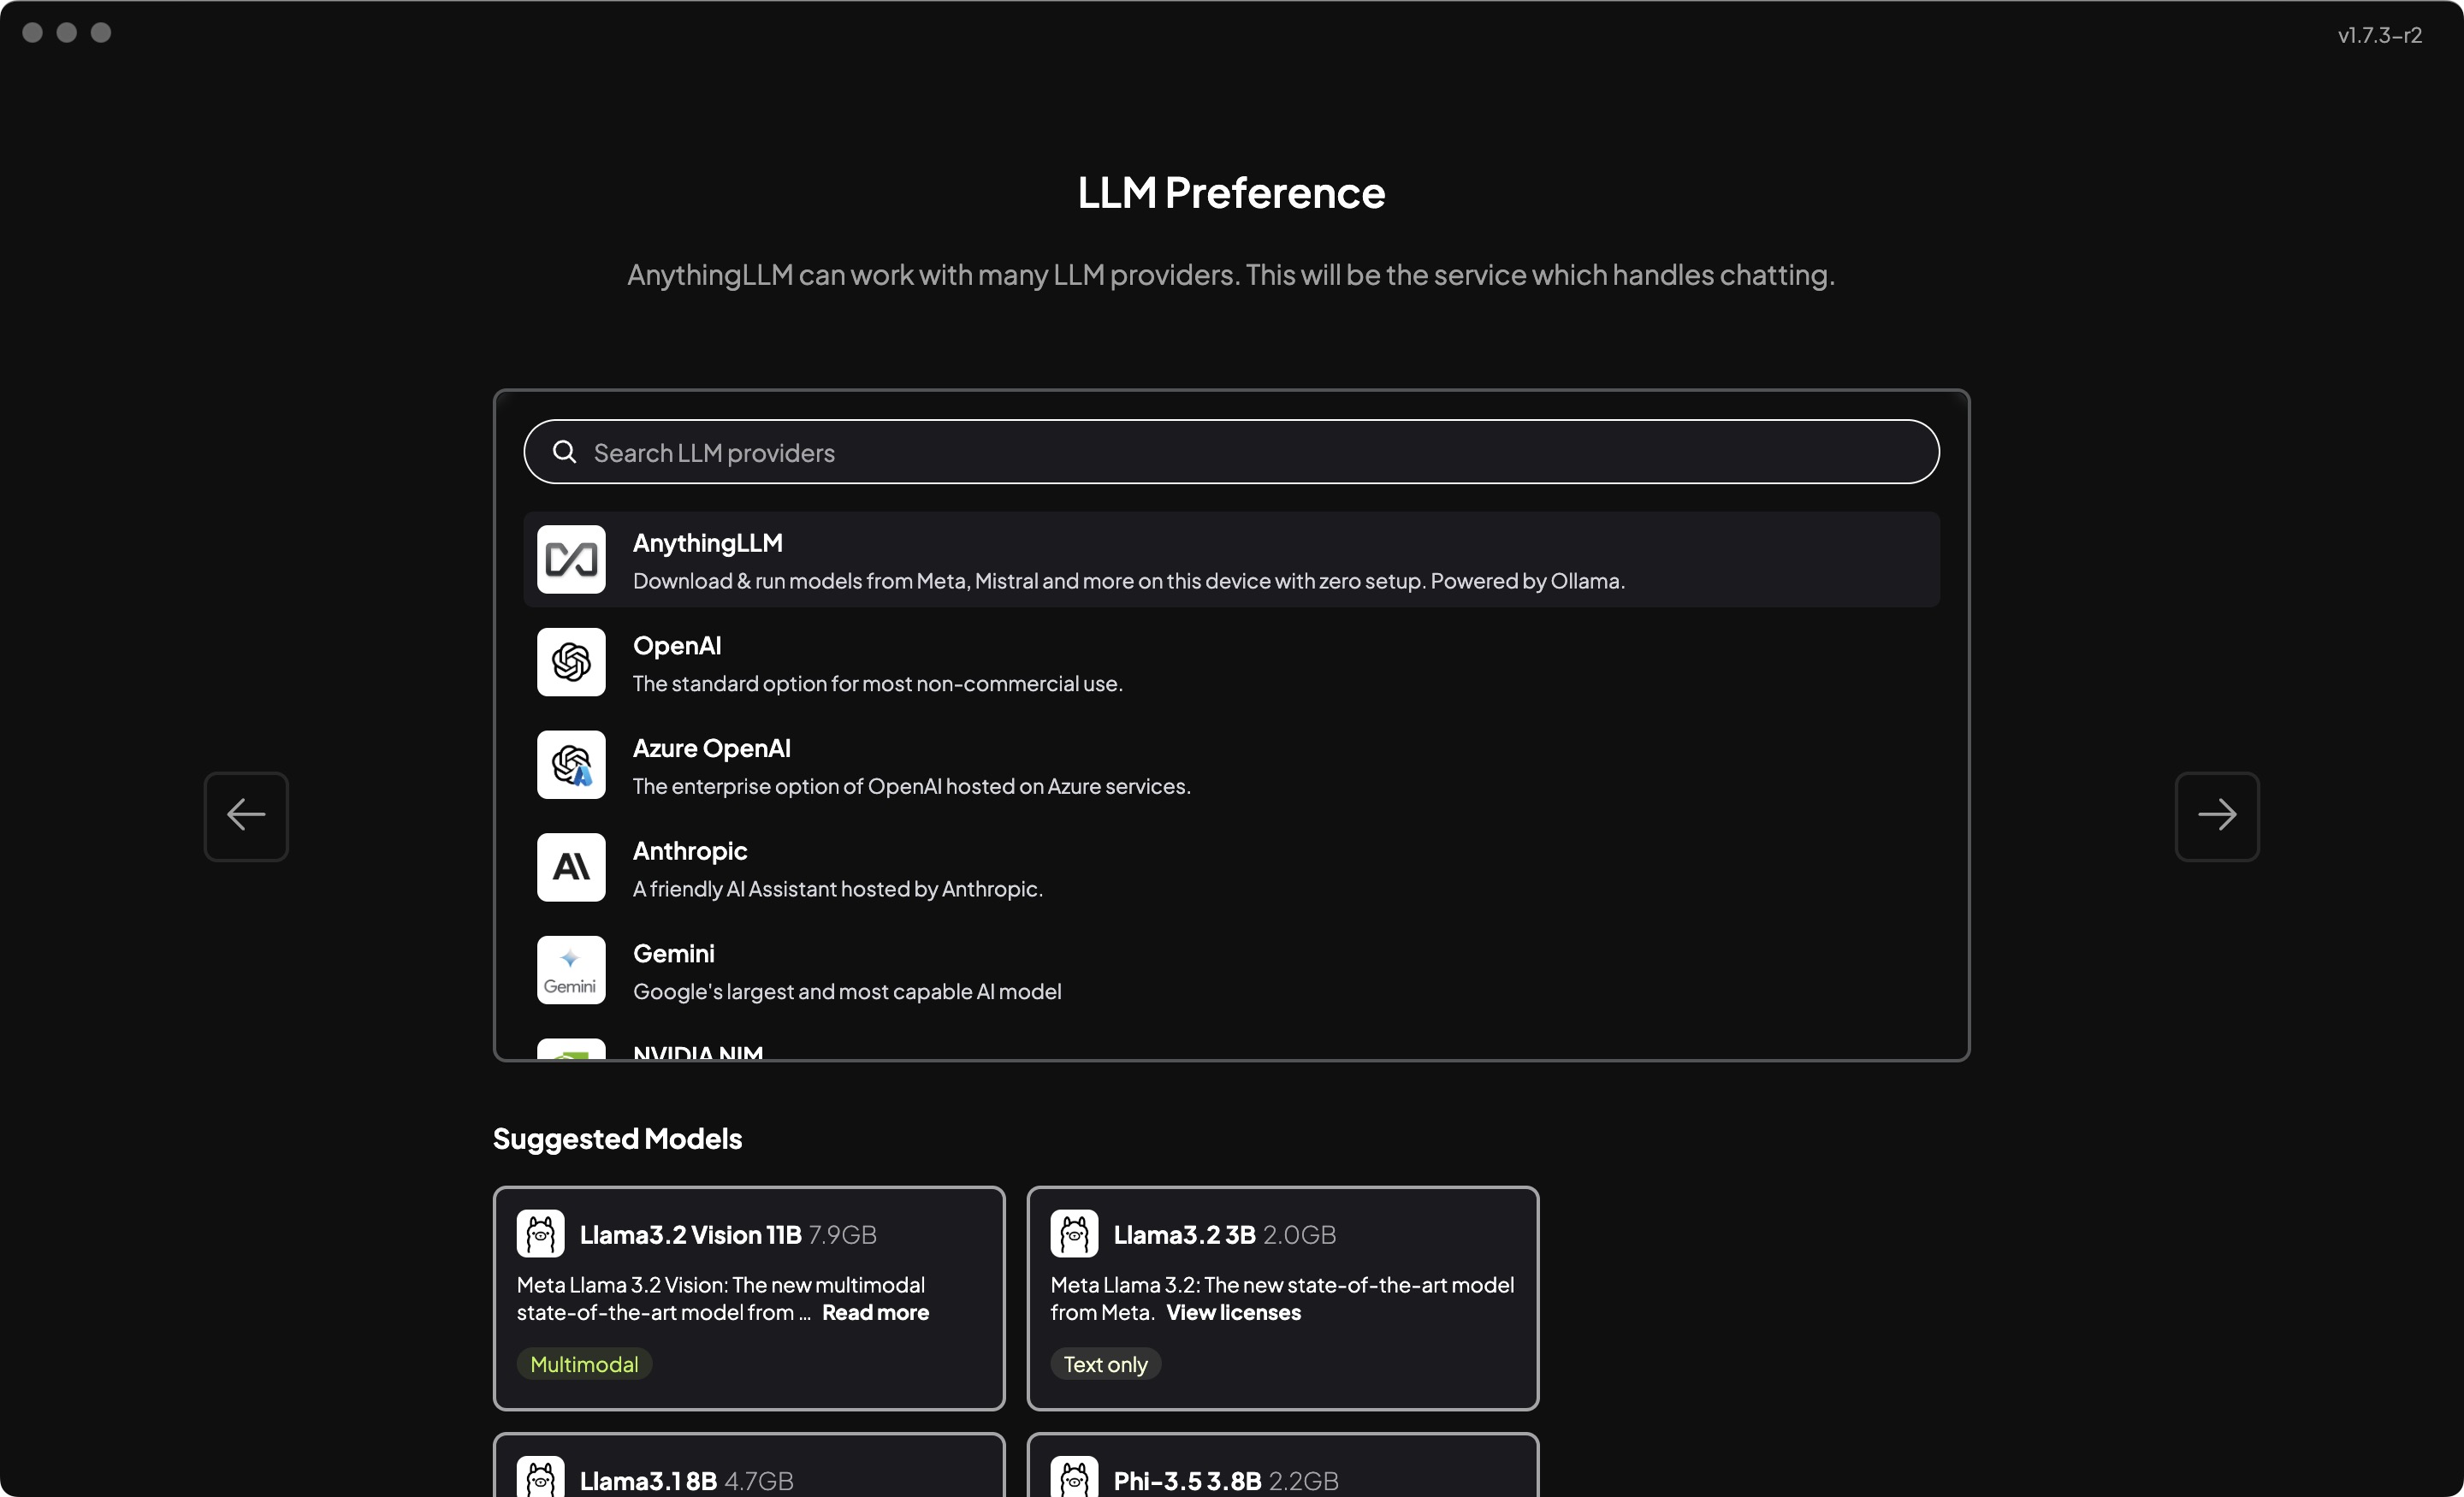 v1.7.3-r2
LLM Preference
AnythingLLM can work with many LLM providers. This will be the service which handles chatting.
Search LLM providers
AnythingLLM
Download & run models from Meta, Mistral and more on this device with zero setup. Powered by Ollama.
OpenAI
The standard option for most non-commercial use.
Azure OpenAI
The enterprise option of OpenAI hosted on Azure services.
Anthropic
A friendly AI Assistant hosted by Anthropic.
Gemini
Gemini
Google's largest and most capable AI model
NVIDIA NIM
Suggested Models
Llama3.2 Vision 11B 7.9GB
Meta Llama 3.2 Vision: The new multimodal
state-of-the-art model from ... Read more
Multimodal
Llama3.2 3B 2.0GB
Meta Llama 3.2: The new state-of-the-art model
from Meta. View licenses
Text only
Llama3.1 8B 4.7GB
Phi-3.5 3.8B 2.2GB